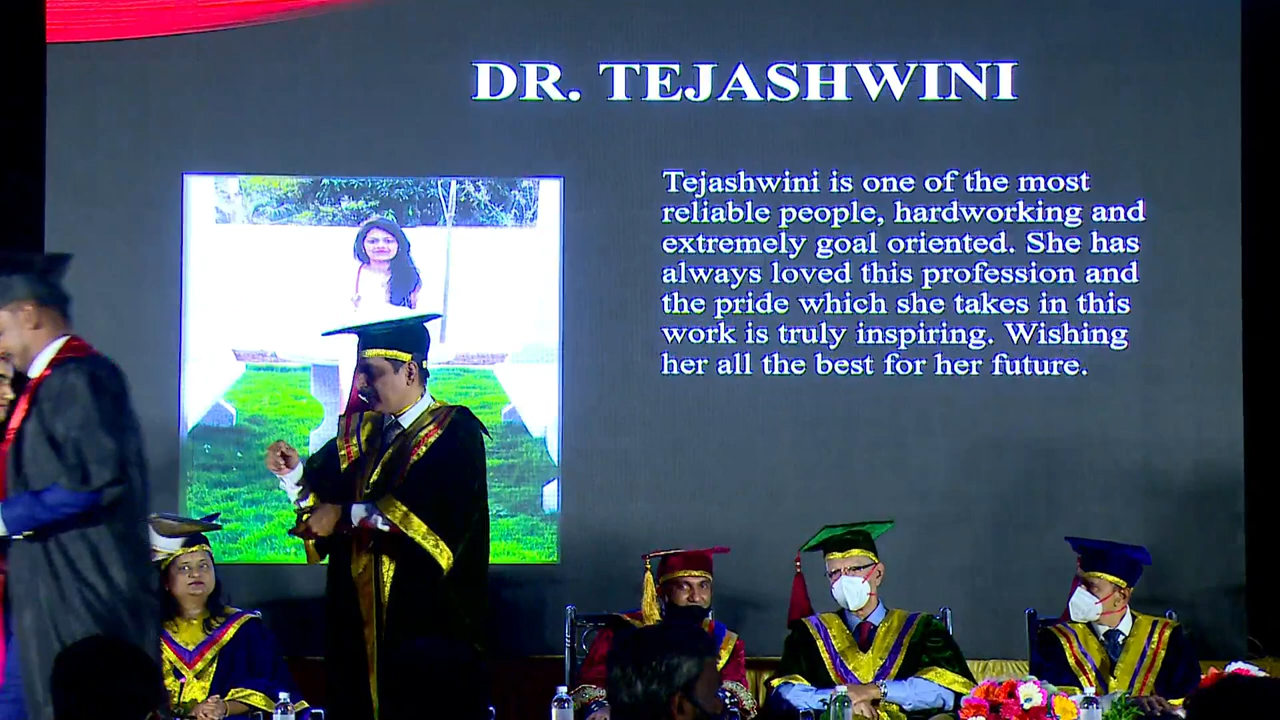 DR. TEJASHWINI
Tejashwini is one of the most
reliable people, hardworking and
extremely goal oriented. She has
always loved this profession and
the pride which she takes in this
work is truly inspiring. Wishing
her all the best for her future.